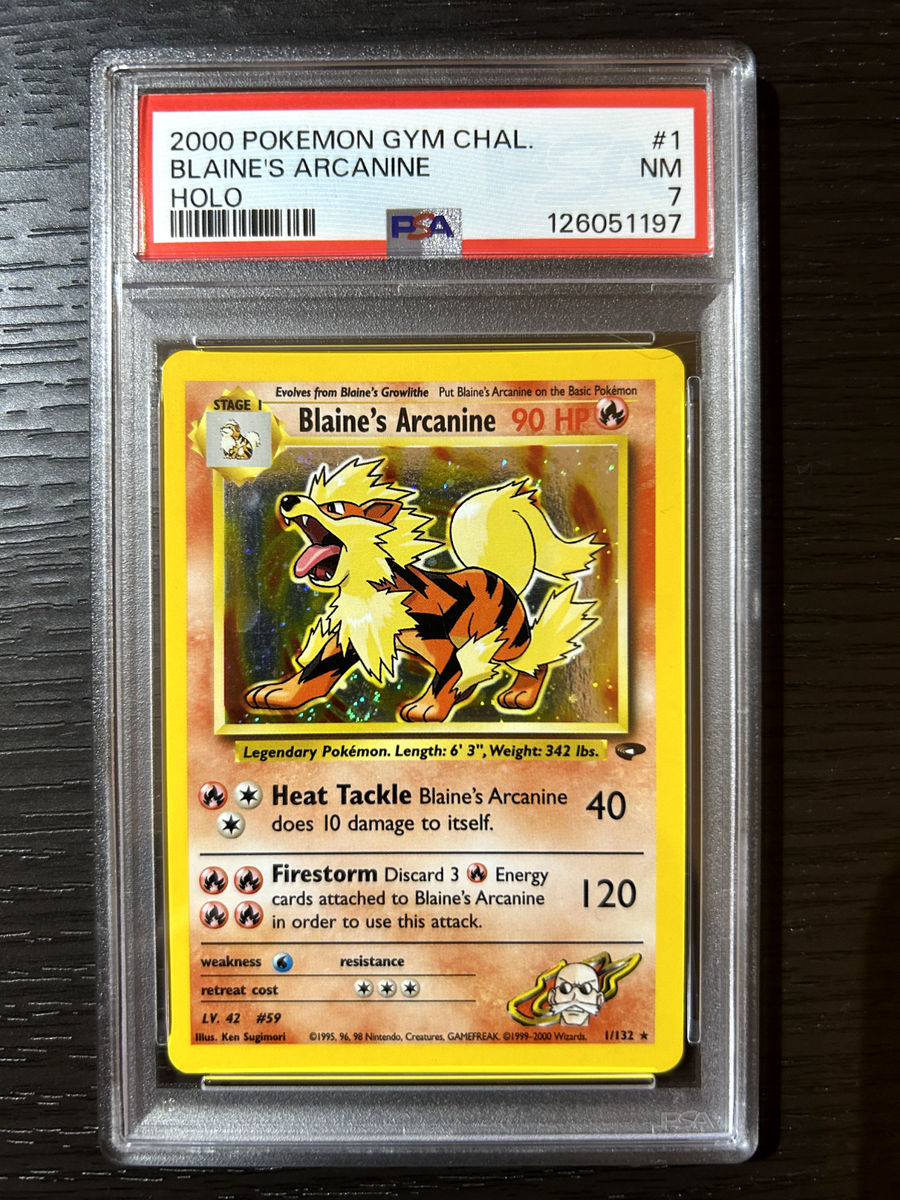 2000 POKEMON GYM CHAL. #1
BLAINE'S ARCANINE NM
HOLO 7
PSA 126051197
Evolves from Blaine's Growlithe Put Blaine's Arcanine on the Basic Pokémon
STAGE 1
Blaine's Arcanine 90 HP
Legendary Pokémon. Length: 6' 3", Weight: 342 lbs.
Heat Tackle Blaine's Arcanine 40
does 10 damage to itself.
Firestorm Discard 3 Energy
cards attached to Blaine's Arcanine 120
in order to use this attack.
weakness resistance
retreat cost
LV. 42 #59
Illus. Ken Sugimori ©1995, 96, 98 Nintendo, Creatures, GAMEFREAK. ©1999-2000 Wizards. 1/132 ★
PSA